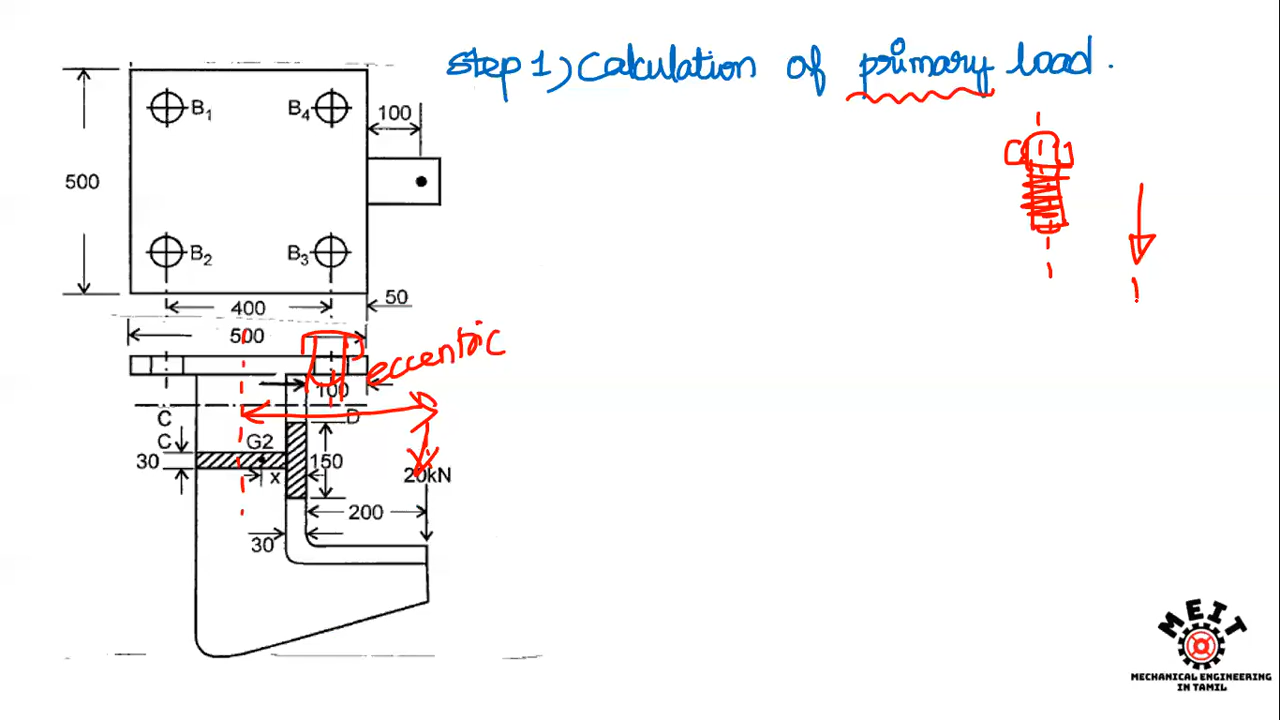 step 1) Calculation of primary load.
B1
B4
100
500
B2
B3
400
50
500
eccentric
100
C
D
C
G2
30
150
x
20kN
200
30
MEIT
MECHANICAL ENGINEERING
IN TAMIL